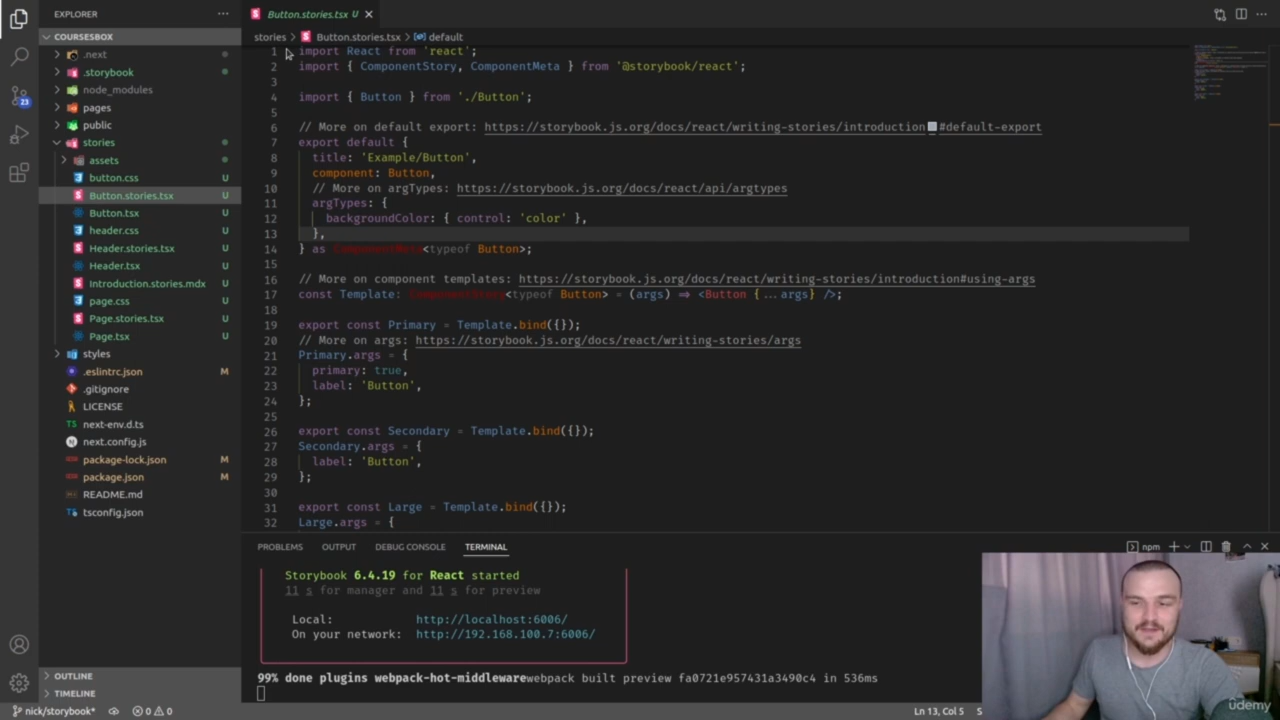 EXPLORER
Button.stories.tsx U
COURSESBOX
stories > Button.stories.tsx > default
.next
.storybook
node_modules
pages
public
stories
assets
button.css U
Button.stories.tsx U
Button.tsx U
header.css U
Header.stories.tsx U
Header.tsx U
Introduction.stories.mdx U
page.css U
Page.stories.tsx U
Page.tsx U
styles
.eslintrc.json M
.gitignore
LICENSE
next-env.d.ts
next.config.js
package-lock.json M
package.json M
README.md
tsconfig.json
OUTLINE
TIMELINE
23
1 import React from 'react';
2 import { ComponentStory, ComponentMeta } from '@storybook/react';
3
4 import { Button } from './Button';
5
6 // More on default export: https://storybook.js.org/docs/react/writing-stories/introduction#default-export
7 export default {
8 title: 'Example/Button',
9 component: Button,
10 // More on argTypes: https://storybook.js.org/docs/react/api/argtypes
11 argTypes: {
12 backgroundColor: { control: 'color' },
13 },
14 } as ComponentMeta<typeof Button>;
15
16 // More on component templates: https://storybook.js.org/docs/react/writing-stories/introduction#using-args
17 const Template: ComponentStory<typeof Button> = (args) => <Button {...args} />;
18
19 export const Primary = Template.bind({});
20 // More on args: https://storybook.js.org/docs/react/writing-stories/args
21 Primary.args = {
22 primary: true,
23 label: 'Button',
24 };
25
26 export const Secondary = Template.bind({});
27 Secondary.args = {
28 label: 'Button',
29 };
30
31 export const Large = Template.bind({});
32 Large.args = {
PROBLEMS OUTPUT DEBUG CONSOLE TERMINAL
npm
Storybook 6.4.19 for React started
11 s for manager and 11 s for preview
Local: http://localhost:6006/
On your network: http://192.168.100.7:6006/
99% done plugins webpack-hot-middlewarewebpack built preview fa0721e957431a3490c4 in 536ms
nick/storybook* 0 0
Ln 13, Col 5 S
udemy